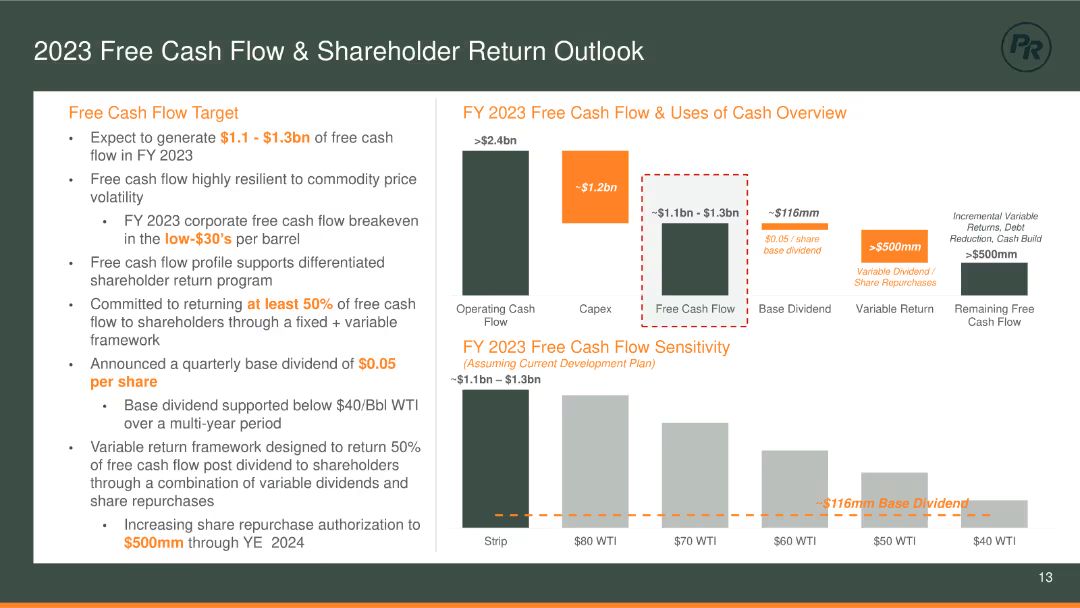 2023 Free Cash Flow & Shareholder Return Outlook
PR
Free Cash Flow Target
• Expect to generate $1.1 - $1.3bn of free cash
flow in FY 2023
• Free cash flow highly resilient to commodity price
volatility
• FY 2023 corporate free cash flow breakeven
in the low-$30's per barrel
• Free cash flow profile supports differentiated
shareholder return program
• Committed to returning at least 50% of free cash
flow to shareholders through a fixed + variable
framework
• Announced a quarterly base dividend of $0.05
per share
• Base dividend supported below $40/Bbl WTI
over a multi-year period
• Variable return framework designed to return 50%
of free cash flow post dividend to shareholders
through a combination of variable dividends and
share repurchases
• Increasing share repurchase authorization to
$500mm through YE 2024
FY 2023 Free Cash Flow & Uses of Cash Overview
>$2.4bn
~$1.2bn
~$1.1bn - $1.3bn
~$116mm
$0.05 / share
base dividend
>$500mm
Variable Dividend /
Share Repurchases
Incremental Variable
Returns, Debt
Reduction, Cash Build
>$500mm
Operating Cash
Flow
Capex
Free Cash Flow
Base Dividend
Variable Return
Remaining Free
Cash Flow
FY 2023 Free Cash Flow Sensitivity
(Assuming Current Development Plan)
~$1.1bn – $1.3bn
~$116mm Base Dividend
Strip
$80 WTI
$70 WTI
$60 WTI
$50 WTI
$40 WTI
13